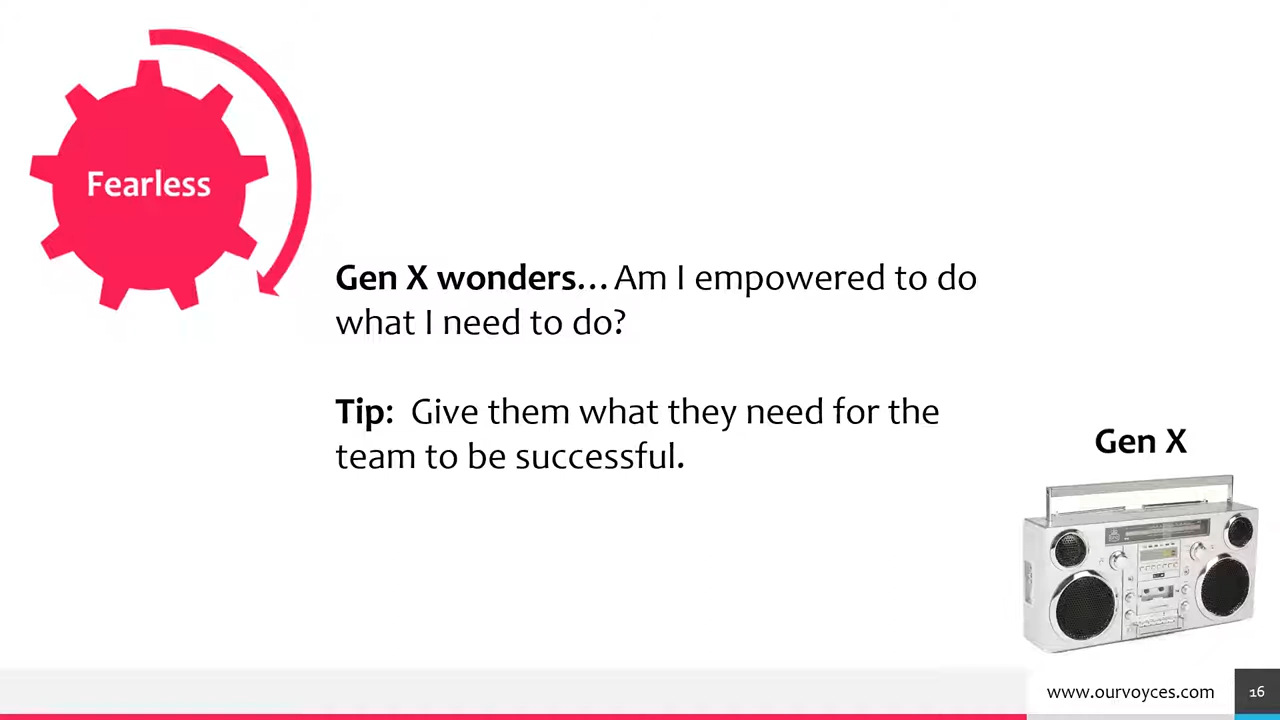 Fearless
Gen X wonders… Am I empowered to do
what I need to do?
Tip: Give them what they need for the
team to be successful.
Gen X
www.ourvoyces.com
16